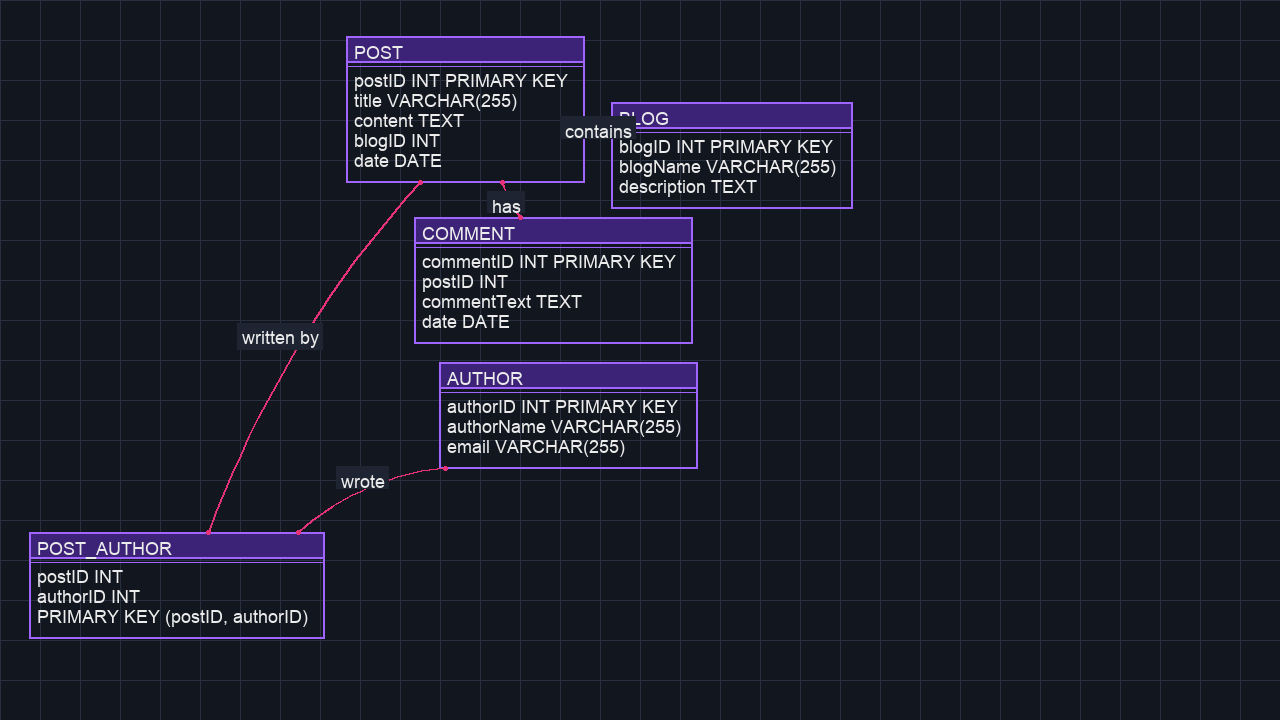 POST
postID INT PRIMARY KEY
title VARCHAR(255)
content TEXT
blogID INT
date DATE
contains
BLOG
blogID INT PRIMARY KEY
blogName VARCHAR(255)
description TEXT
has
COMMENT
commentID INT PRIMARY KEY
postID INT
commentText TEXT
date DATE
written by
AUTHOR
authorID INT PRIMARY KEY
authorName VARCHAR(255)
email VARCHAR(255)
wrote
POST_AUTHOR
postID INT
authorID INT
PRIMARY KEY (postID, authorID)